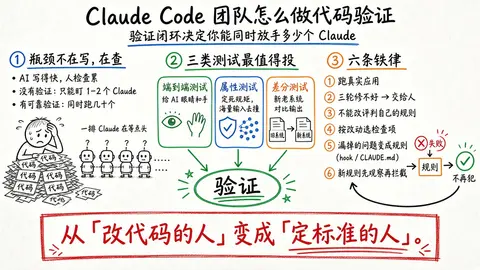 Claude Code 团队怎么做代码验证
验证闭环决定你能同时放手多少个 Claude
① 瓶颈不在写,在查
• AI 写得快,人检查累
• 没有验证:只能盯 1-2 个 Claude
• 有可靠验证:同时跑几十个
一排 Claude 在等点头
? ? ? ?
代码
代码
代码
代码
代码
代码
代码
代码
② 三类测试最值得投
端到端测试
给 AI 眼睛和手
属性测试
定死规矩,
海量输入去撞
差分测试
新老系统
对比输出
旧系统
新系统
验证
③ 六条铁律
① 跑真实应用
② 三轮修不好 → 交给人
③ 不能改评判自己的规则
④ 按改动选检查项
⑤ 漏掉的问题变成规则
(hook / CLAUDE.md)
⑥ 新规则先观察再拦截
失败
规则
不再犯
从「改代码的人」变成「定标准的人」。